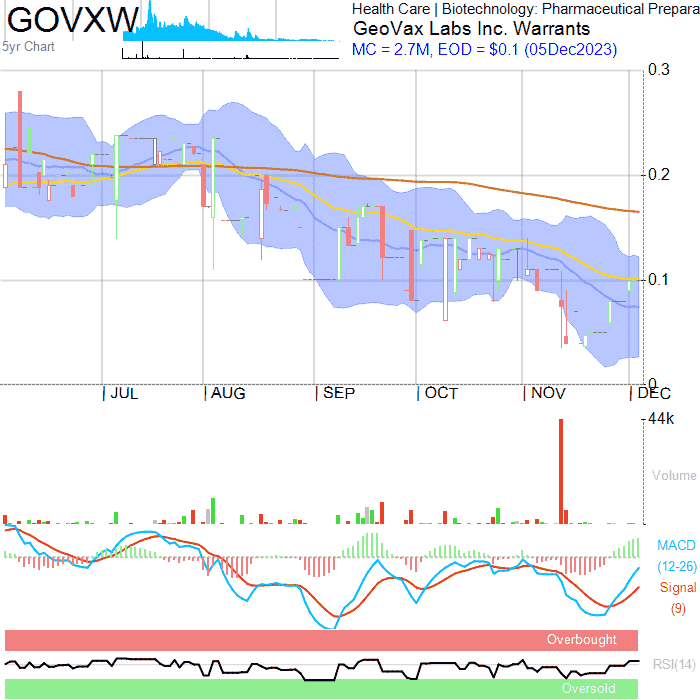 GOVXW
5yr Chart
Health Care | Biotechnology: Pharmaceutical Prepara
GeoVax Labs Inc. Warrants
MC = 2.7M, EOD = $0.1 (05Dec2023)
0.3
0.2
0.1
0
| JUL
| AUG
| SEP
| OCT
| NOV
| DEC
44k
Volume
MACD
(12-26)
Signal
(9)
Overbought
RSI(14)
Oversold